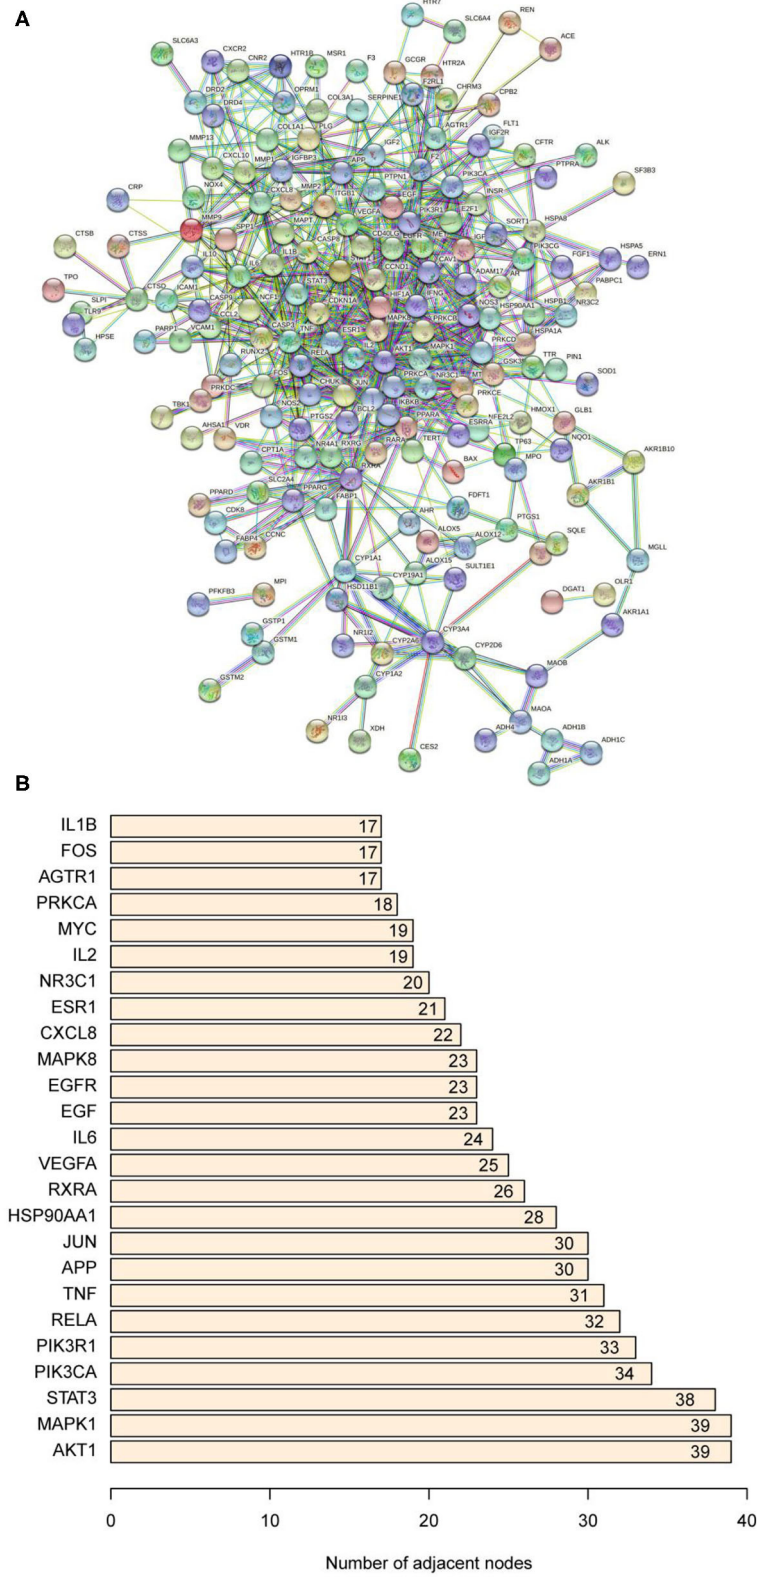 A
HTR7
SLC6A4
REN
ACE
SLC6A3
CXCR2
CNR2
HTR1B
MSR1
F3
GCGR
HTR2A
F2RL1
CHRM3
CPB2
DRD2
DRD4
OPRM1
COL3A1
SERPINE1
AGTR1
FLT1
IGF2R
COL1A1
PLG
MMP13
CXCL10
MMP1
IGFBP3
APP
IGF2
F2
PIK3CA
CFTR
ALK
PTPRA
SF3B3
CRP
NOX4
CXCL8
MMP2
ITGB1
PTPN1
EGF
INSR
MMP9
SPP1
MAPT
VEGFA
PIK3R1
E2F1
SORT1
HSPA8
CTSB
CTSS
IL10
IL1B
CASP8
CD40LG
EGFR
MET
PIK3CG
FGF1
HSPA5
ERN1
TPO
SLPI
TLR9
CTSD
ICAM1
IL6
STAT3
CCND1
CAV1
ADAM17
AR
PABPC1
NR3C2
HPSE
PARP1
VCAM1
CASP9
CCL2
NCF1
CDKN1A
HIF1A
IFNG
NOS3
HSP90AA1
HSPB1
HSPA1A
CASP3
TNF
ESR1
MAPK8
PRKCB
PRKCD
RUNX2
RELA
IL2
AKT1
MAPK1
TTR
PIN1
SOD1
PRKDC
FOS
CHUK
JUN
PRKCA
NR3C1
PRKCE
TBK1
NOS2
BCL2
IKBKB
NFE2L2
HMOX1
GLB1
AHSA1
VDR
PTGS2
PPARA
ESRRA
TP63
NQO1
AKR1B10
CPT1A
NR4A1
RXRG
RARA
TERT
BAX
MPO
AKR1B1
PPARD
SLC2A4
PPARG
RXRA
FABP1
FDFT1
CDK8
AHR
PTGS1
FABP4
CCNC
ALOX5
ALOX12
SQLE
MGLL
CYP1A1
ALOX15
CYP19A1
SULT1E1
PFKFB3
MPI
HSD11B1
DGAT1
OLR1
GSTP1
GSTM1
NR1I2
CYP2A6
CYP3A4
CYP2D6
AKR1A1
GSTM2
CYP1A2
MAOB
NR1I3
XDH
CES2
MAOA
ADH4
ADH1B
ADH1C
ADH1A
B
IL1B 17
FOS 17
AGTR1 17
PRKCA 18
MYC 19
IL2 19
NR3C1 20
ESR1 21
CXCL8 22
MAPK8 23
EGFR 23
EGF 23
IL6 24
VEGFA 25
RXRA 26
HSP90AA1 28
JUN 30
APP 30
TNF 31
RELA 32
PIK3R1 33
PIK3CA 34
STAT3 38
MAPK1 39
AKT1 39
0 10 20 30 40
Number of adjacent nodes